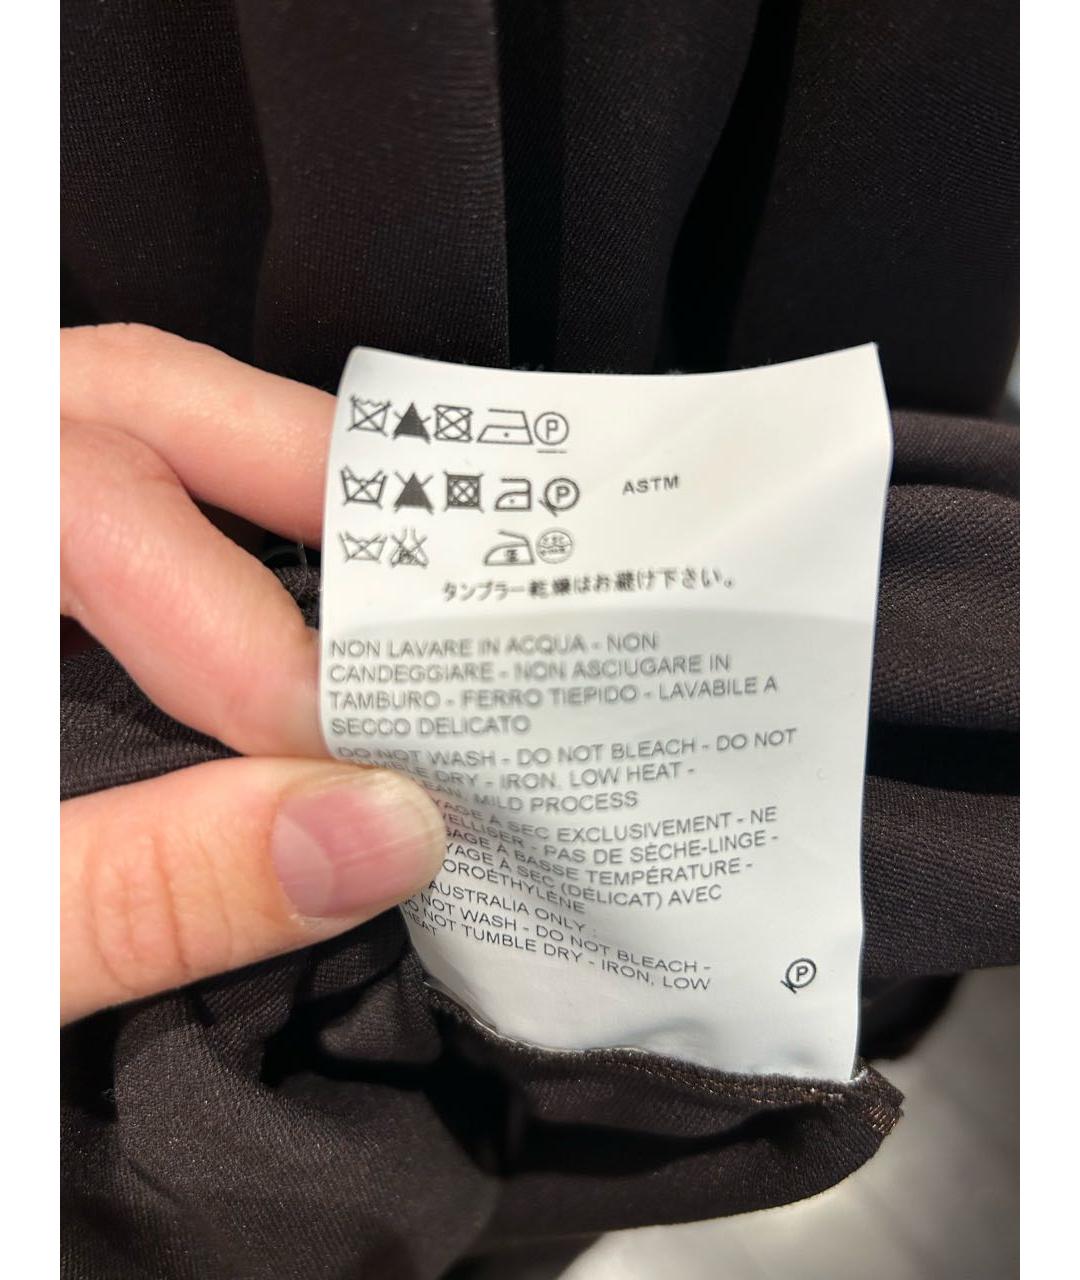 P
P ASTM
タンブラー乾燥はお避け下さい。
NON LAVARE IN ACQUA - NON
CANDEGGIARE - NON ASCIUGARE IN
TAMBURO - FERRO TIEPIDO - LAVABILE A
SECCO DELICATO
DO NOT WASH - DO NOT BLEACH - DO NOT
DRY - IRON, LOW HEAT -
MILD PROCESS
À SEC EXCLUSIVEMENT - NE
- PAS DE SÈCHE-LINGE -
À BASSE TEMPÉRATURE -
À SEC (DÉLICAT) AVEC
OROÉTHYLÈNE
AUSTRALIA ONLY :
NOT WASH - DO NOT BLEACH -
NOT TUMBLE DRY - IRON, LOW
HEAT
P